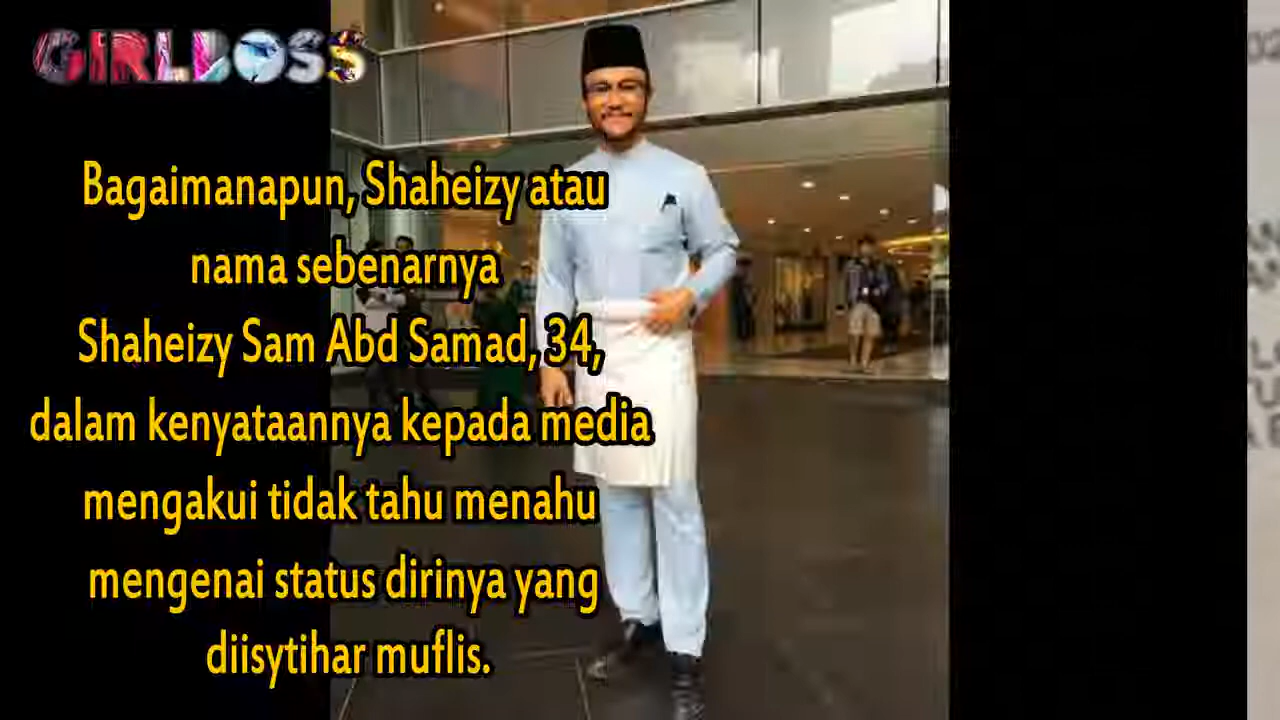 GIRLBOSS
Bagaimanapun, Shaheizy atau
nama sebenarnya
Shaheizy Sam Abd Samad, 34,
dalam kenyataannya kepada media
mengakui tidak tahu menahu
mengenai status dirinya yang
diisytihar muflis.